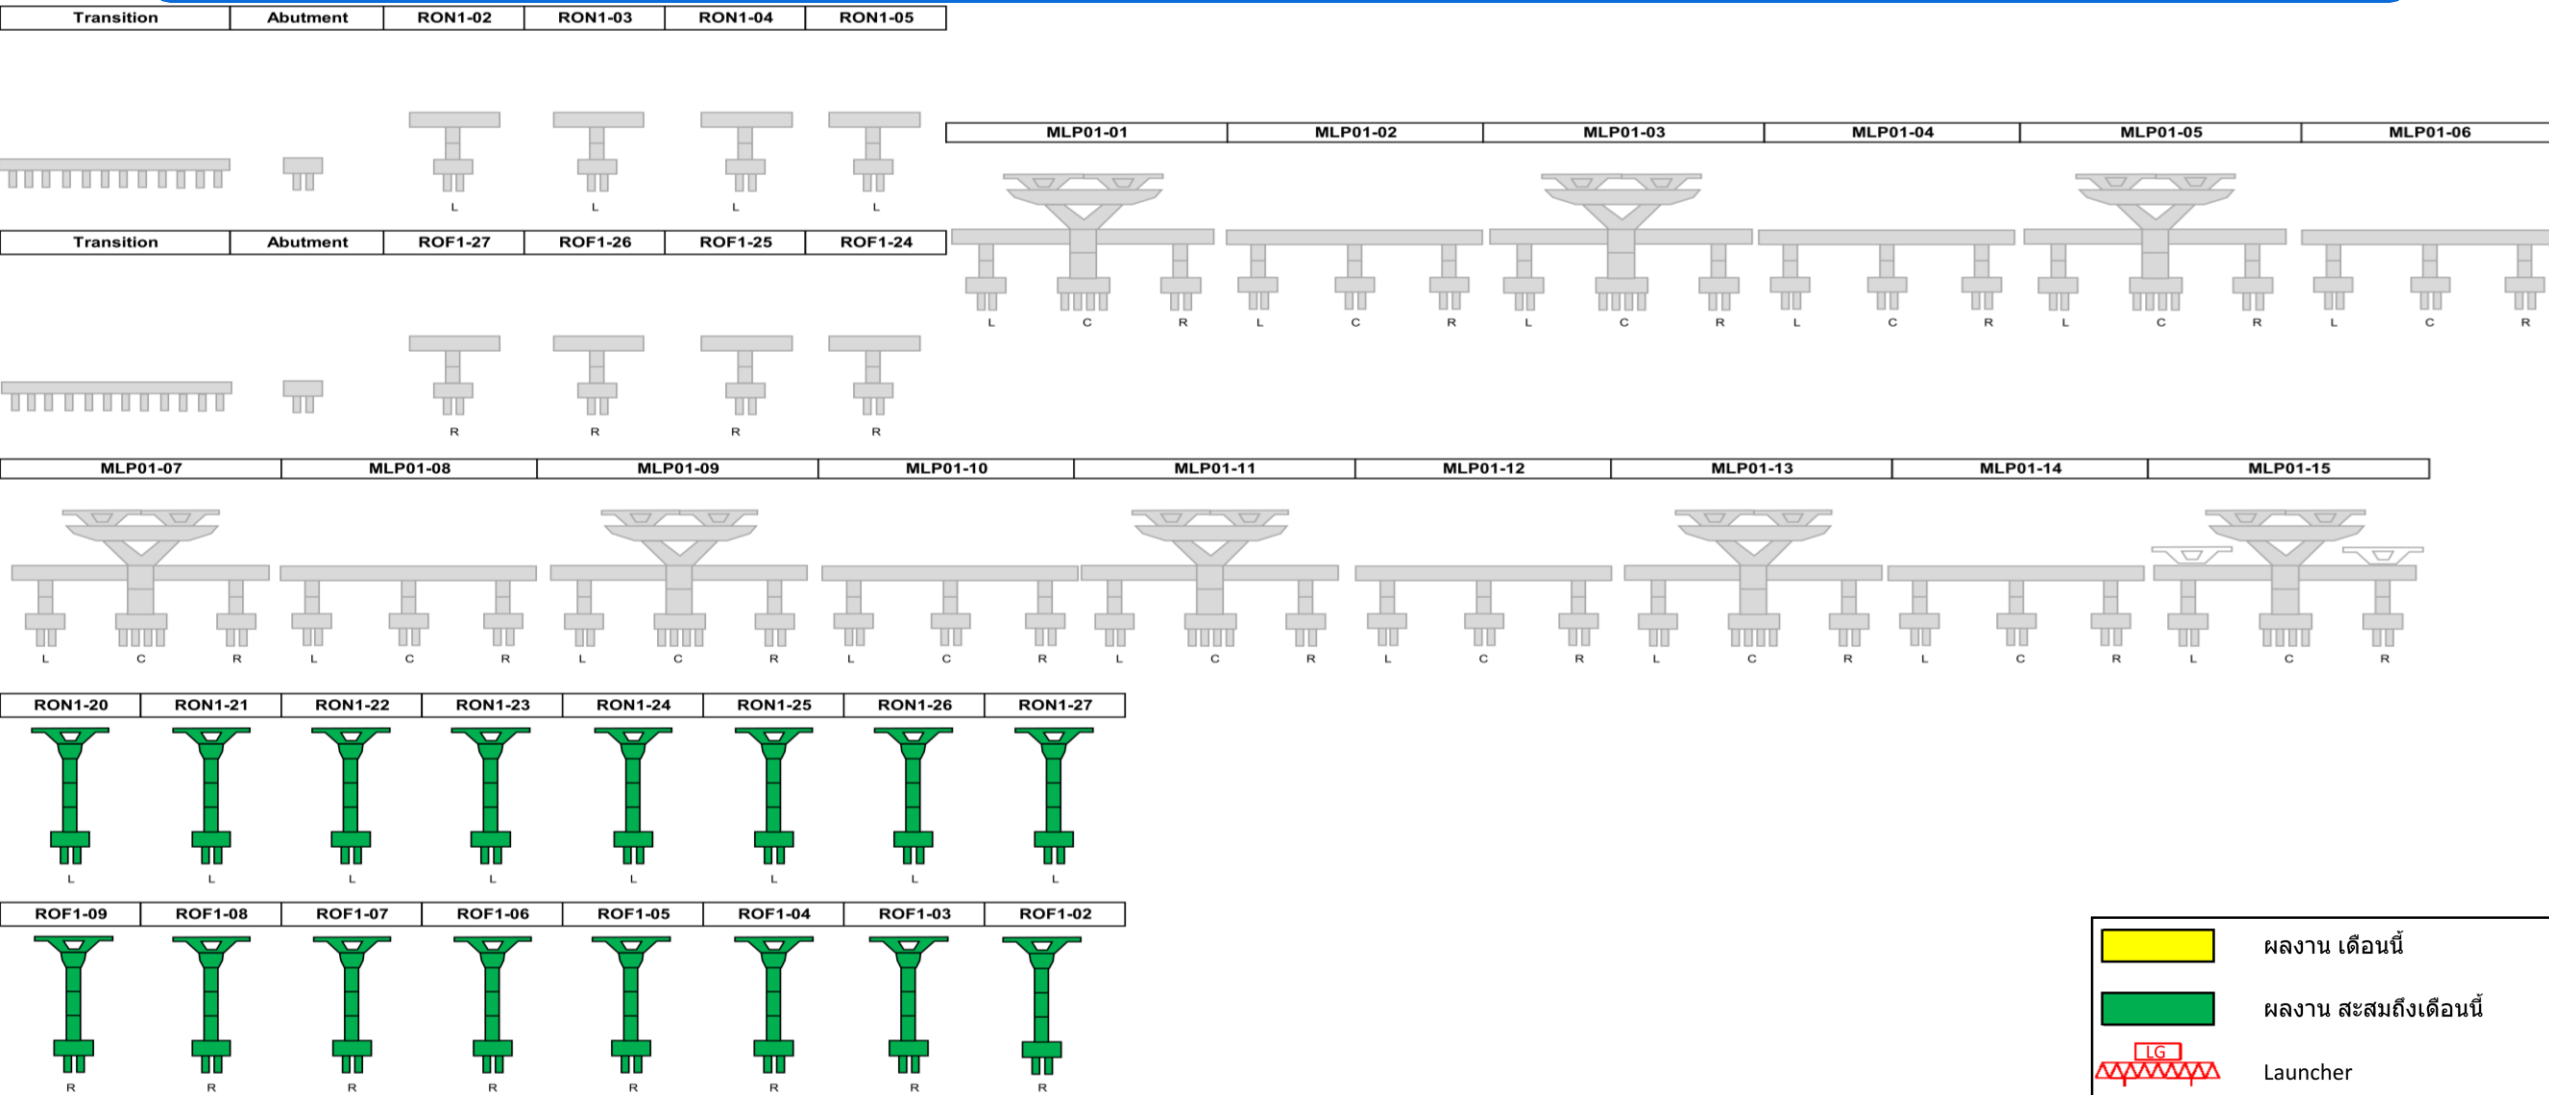 Transition Abutment RON1-02 RON1-03 RON1-04 RON1-05
L L L L
MLP01-01 MLP01-02 MLP01-03 MLP01-04 MLP01-05 MLP01-06
L C R L C R L C R L C R L C R L C R
Transition Abutment ROF1-27 ROF1-26 ROF1-25 ROF1-24
R R R R
MLP01-07 MLP01-08 MLP01-09 MLP01-10 MLP01-11 MLP01-12 MLP01-13 MLP01-14 MLP01-15
L C R L C R L C R L C R L C R L C R L C R L C R L C R
RON1-20 RON1-21 RON1-22 RON1-23 RON1-24 RON1-25 RON1-26 RON1-27
L L L L L L L L
ROF1-09 ROF1-08 ROF1-07 ROF1-06 ROF1-05 ROF1-04 ROF1-03 ROF1-02
R R R R R R R R
ผลงาน เดือนนี้
ผลงาน สะสมถึงเดือนนี้
LG
Launcher